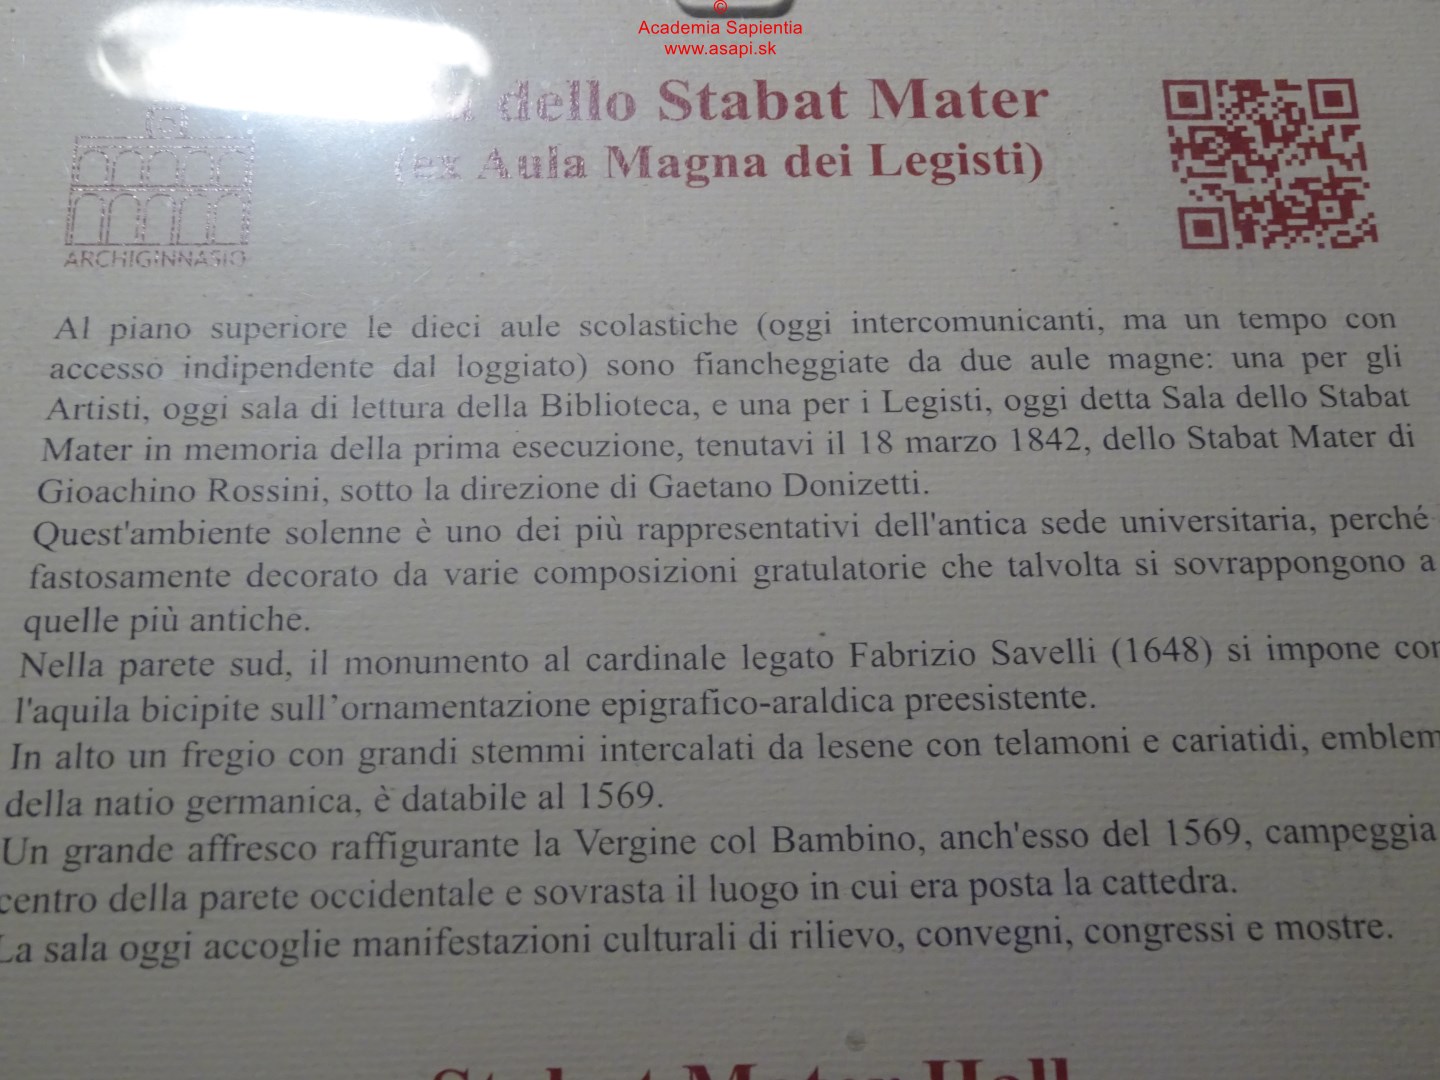 ©
Academia Sapientia
www.asapi.sk
dello Stabat Mater
(ex Aula Magna dei Legisti)
ARCHIGINNASIO
Al piano superiore le dieci aule scolastiche (oggi intercomunicanti, ma un tempo con
accesso indipendente dal loggiato) sono fiancheggiate da due aule magne: una per gli
Artisti, oggi sala di lettura della Biblioteca, e una per i Legisti, oggi detta Sala dello Stabat
Mater in memoria della prima esecuzione, tenutavi il 18 marzo 1842, dello Stabat Mater di
Gioachino Rossini, sotto la direzione di Gaetano Donizetti.
Quest'ambiente solenne è uno dei più rappresentativi dell'antica sede universitaria, perché
fastosamente decorato da varie composizioni gratulatorie che talvolta si sovrappongono a
quelle più antiche.
Nella parete sud, il monumento al cardinale legato Fabrizio Savelli (1648) si impone
l'aquila bicipite sull’ornamentazione epigrafico-araldica preesistente.
In alto un fregio con grandi stemmi intercalati da lesene con telamoni e cariatidi,
della natio germanica, è databile al 1569.
Un grande affresco raffigurante la Vergine col Bambino, anch'esso del 1569, campeggia
centro della parete occidentale e sovrasta il luogo in cui era posta la cattedra.
La sala oggi accoglie manifestazioni culturali di rilievo, convegni, congressi e mostre.
Stabat Mater Hall